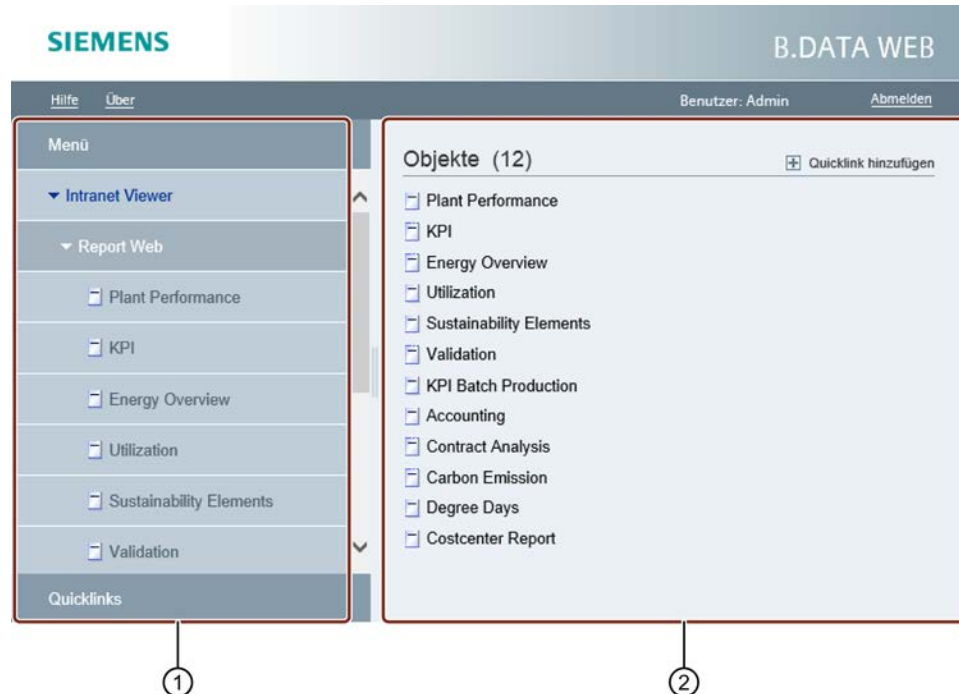 SIEMENS
B.DATA WEB
Hilfe Über
Benutzer: Admin
Abmelden
Menü
Intranet Viewer
Report Web
Plant Performance
KPI
Energy Overview
Utilization
Sustainability Elements
Validation
Quicklinks
Objekte (12)
Quicklink hinzufügen
Plant Performance
KPI
Energy Overview
Utilization
Sustainability Elements
Validation
KPI Batch Production
Accounting
Contract Analysis
Carbon Emission
Degree Days
Costcenter Report
1
2